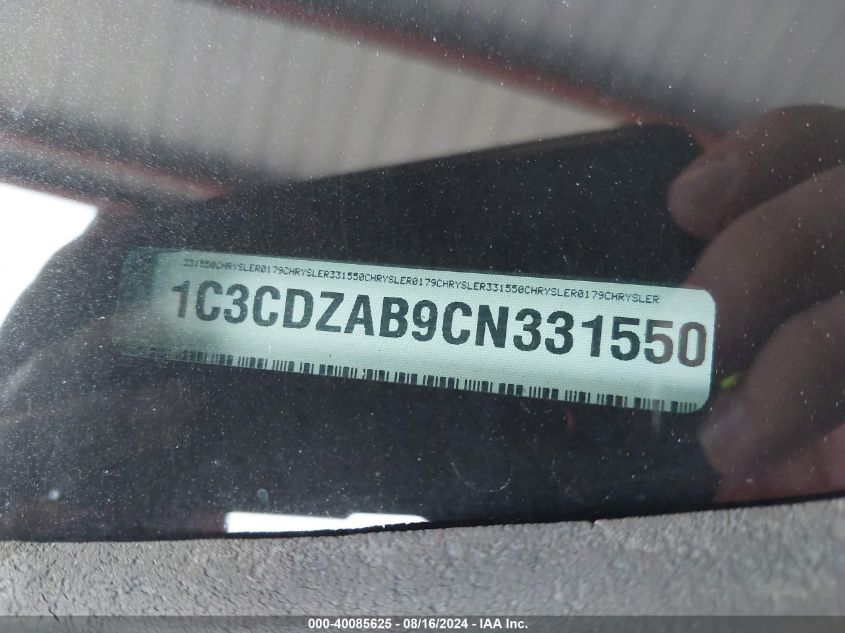 331550CHRYSLER0179CHRYSLER331550CHRYSLER0179CHRYSLER331550CHRYSLER0179CHRYSLER
1C3CDZAB9CN331550
000-40085625 - 08/16/2024 - IAA Inc.